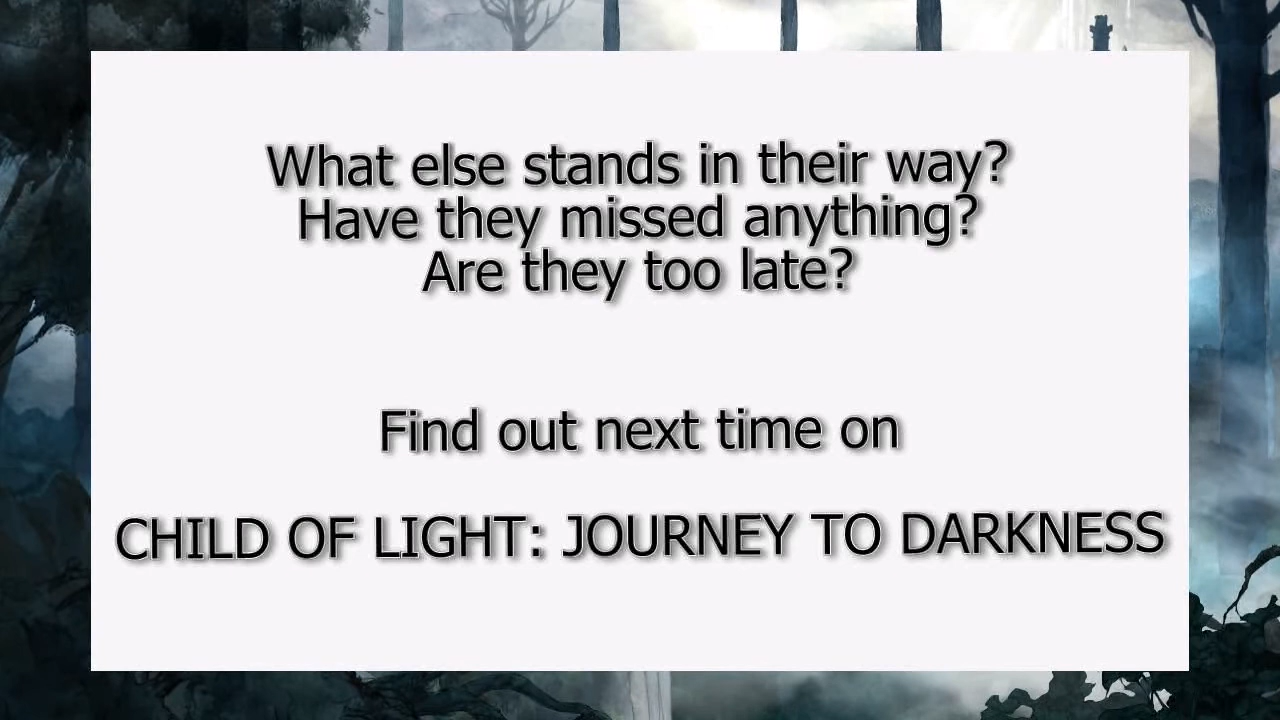 What else stands in their way?
Have they missed anything?
Are they too late?
Find out next time on
CHILD OF LIGHT: JOURNEY TO DARKNESS